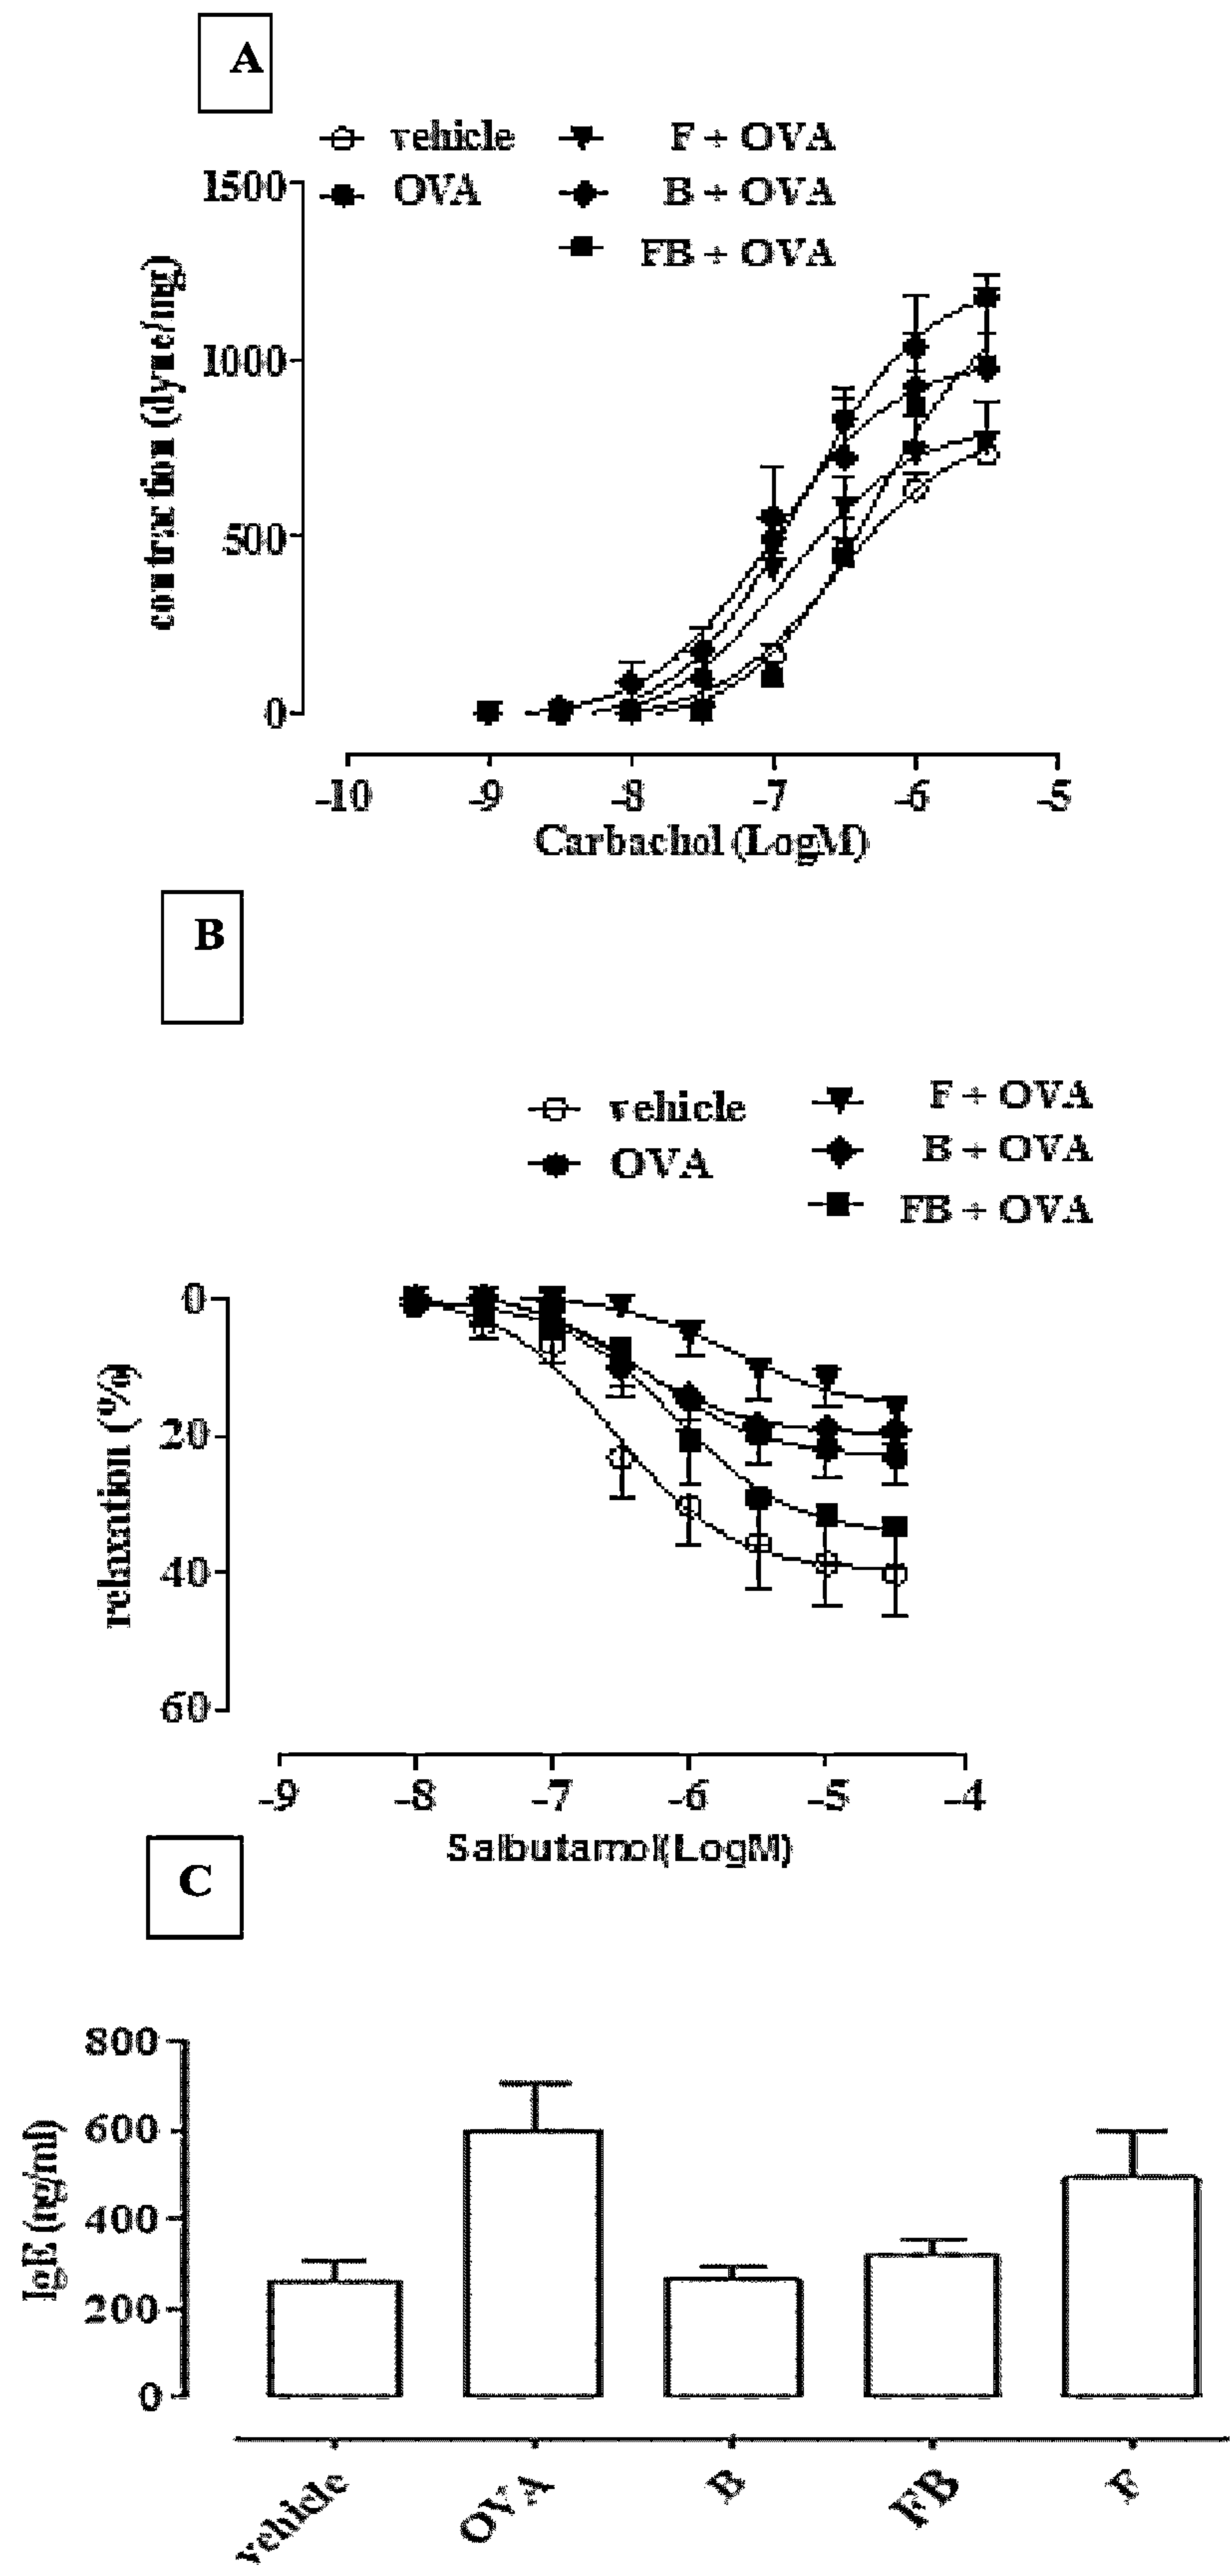 A
vehicle
F + OVA
OVA
B + OVA
FB + OVA
1500
1000
500
0
contraction (dyne/mg)
-10 -9 -8 -7 -6 -5
Carbachol (LogM)
B
vehicle
F + OVA
OVA
B + OVA
FB + OVA
0
20
40
60
relaxation (%)
-9 -8 -7 -6 -5 -4
Salbutamol(LogM)
C
800
600
400
200
0
IgE (ng/ml)
vehicle OVA B FB F